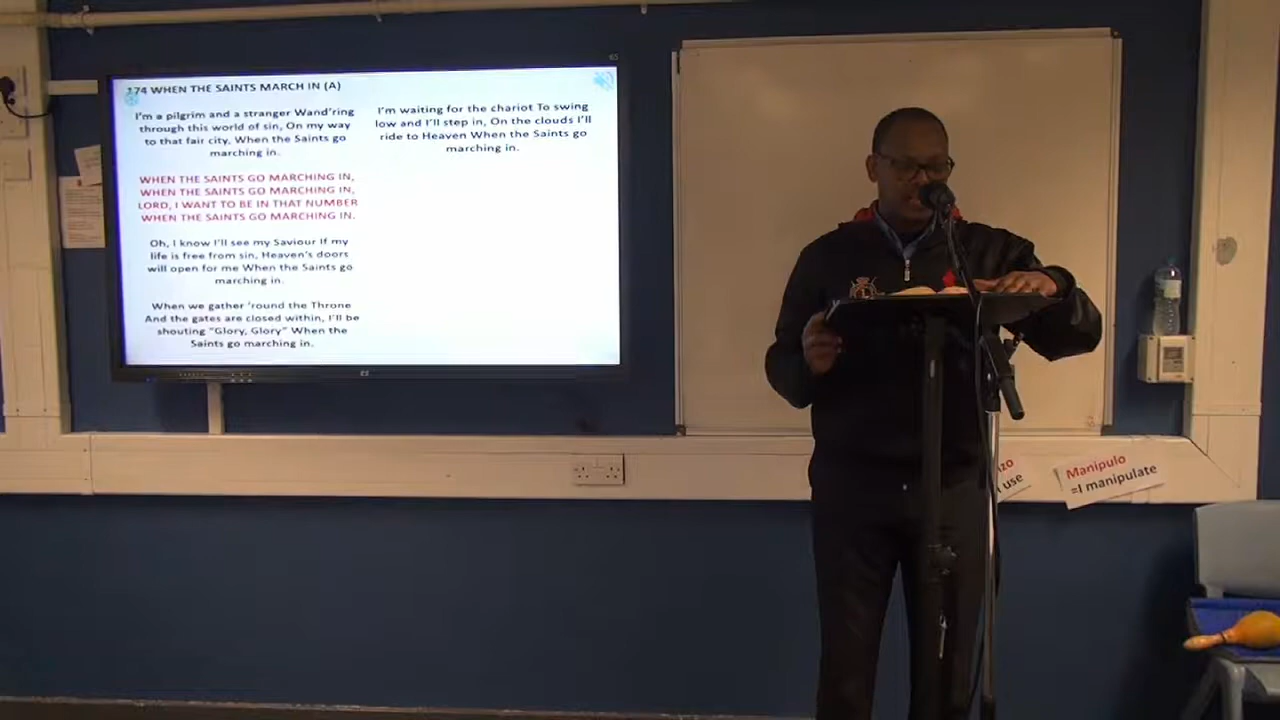 174 WHEN THE SAINTS MARCH IN (A)
I'm a pilgrim and a stranger Wand'ring
through this world of sin, On my way
to that fair city, When the Saints go
marching in.
WHEN THE SAINTS GO MARCHING IN,
WHEN THE SAINTS GO MARCHING IN,
LORD, I WANT TO BE IN THAT NUMBER
WHEN THE SAINTS GO MARCHING IN.
Oh, I know I'll see my Saviour If my
life is free from sin, Heaven's doors
will open for me When the Saints go
marching in.
When we gather 'round the Throne
And the gates are closed within, I'll be
shouting "Glory, Glory" When the
Saints go marching in.
I'm waiting for the chariot To swing
low and I'll step in, On the clouds I'll
ride to Heaven When the Saints go
marching in.
use
Manipulo
=I manipulate